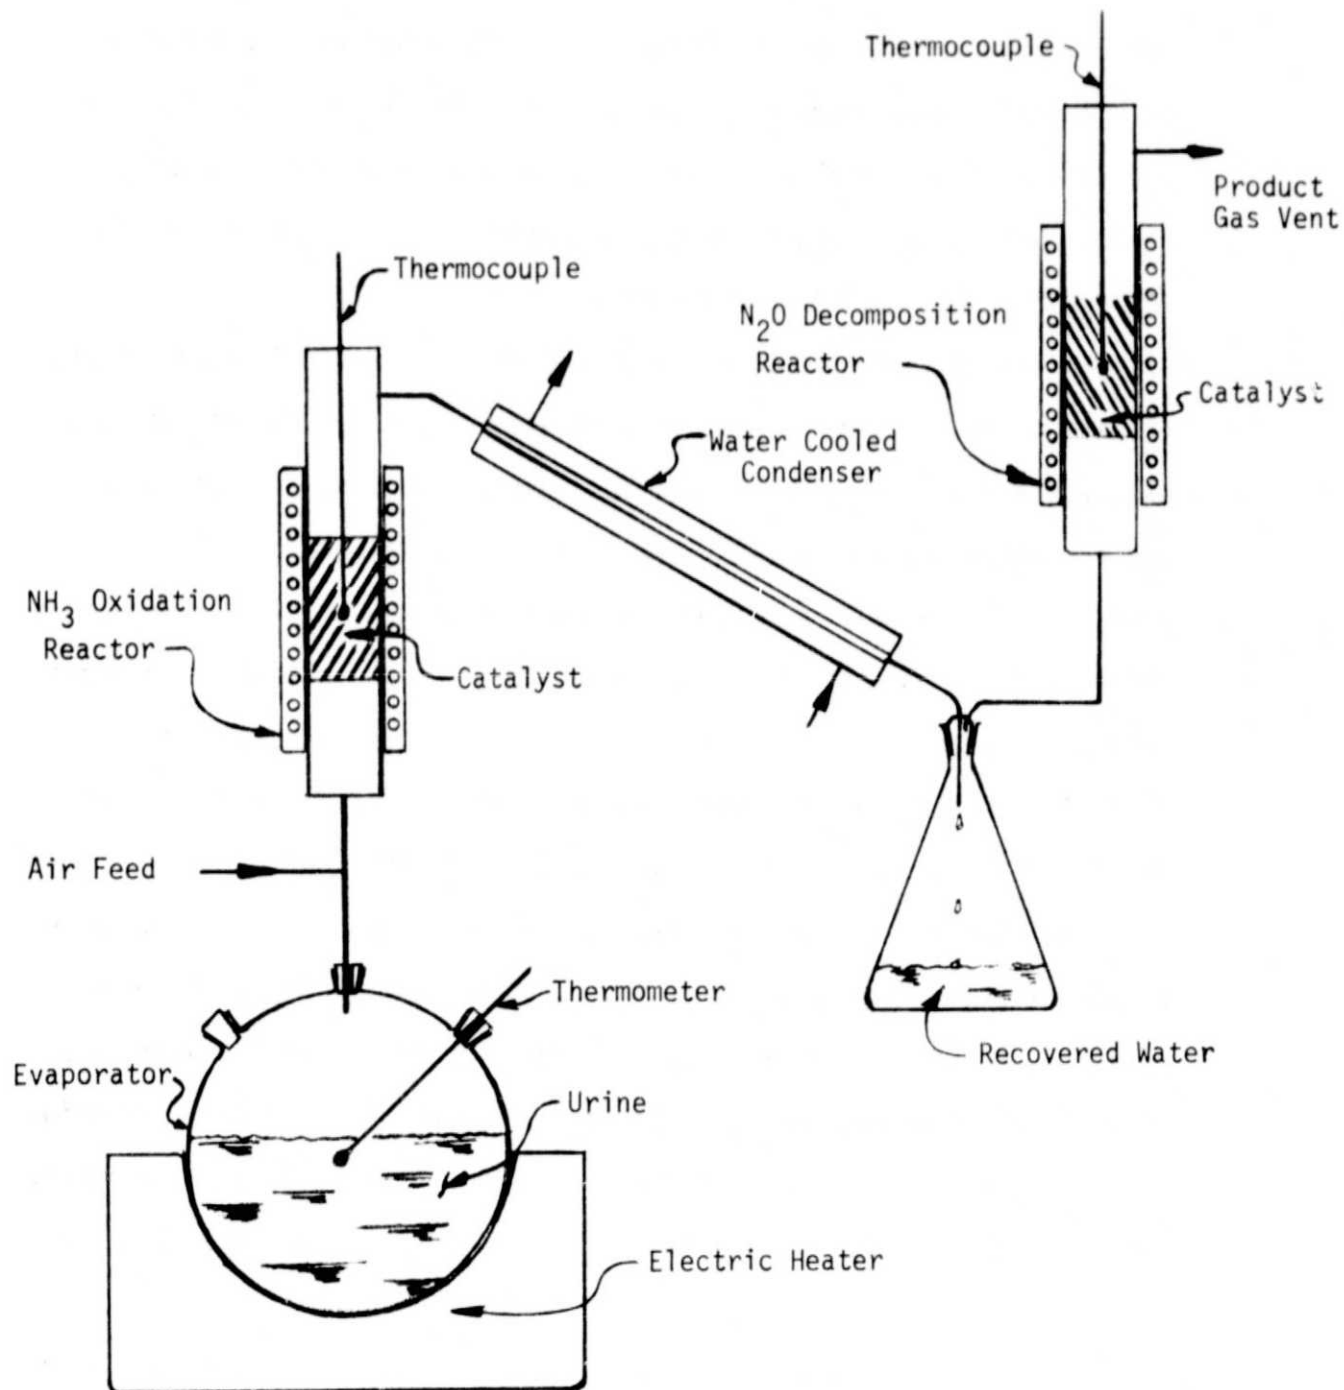 Thermocouple
Product
Gas Vent
Thermocouple
N₂O Decomposition
Reactor
Catalyst
Water Cooled
Condenser
NH₃ Oxidation
Reactor
Catalyst
Air Feed
Thermometer
Recovered Water
Evaporator
Urine
Electric Heater